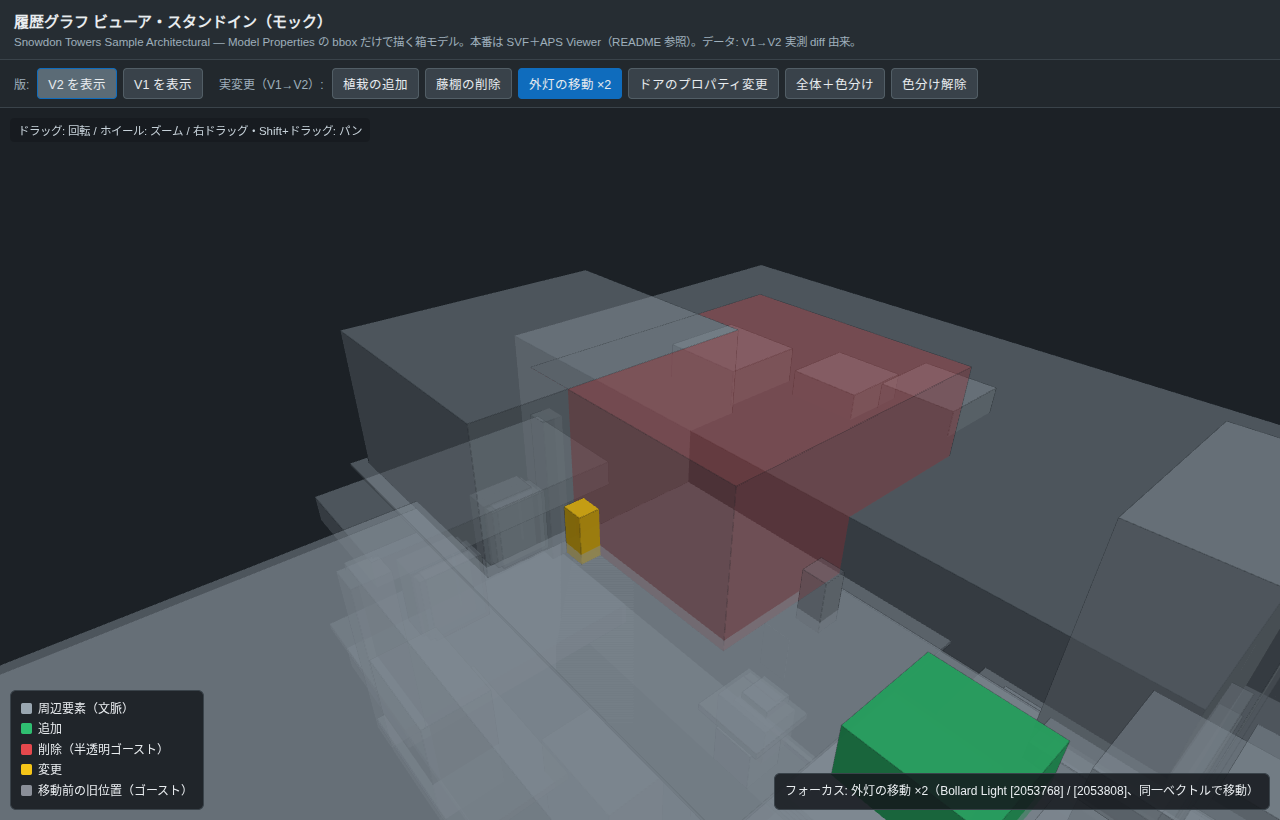 履歴グラフ ビューア・スタンドイン（モック）
Snowdon Towers Sample Architectural — Model Properties の bbox だけで描く箱モデル。本番は SVF＋APS Viewer（README 参照）。データ: V1→V2 実測 diff 由来。
版: V2 を表示 V1 を表示 実変更（V1→V2）: 植栽の追加 藤棚の削除 外灯の移動 ×2 ドアのプロパティ変更 全体＋色分け 色分け解除
ドラッグ: 回転 / ホイール: ズーム / 右ドラッグ・Shift+ドラッグ: パン
周辺要素（文脈）
追加
削除（半透明ゴースト）
変更
移動前の旧位置（ゴースト）
フォーカス: 外灯の移動 ×2（Bollard Light [2053768] / [2053808]、同一ベクトルで移動）